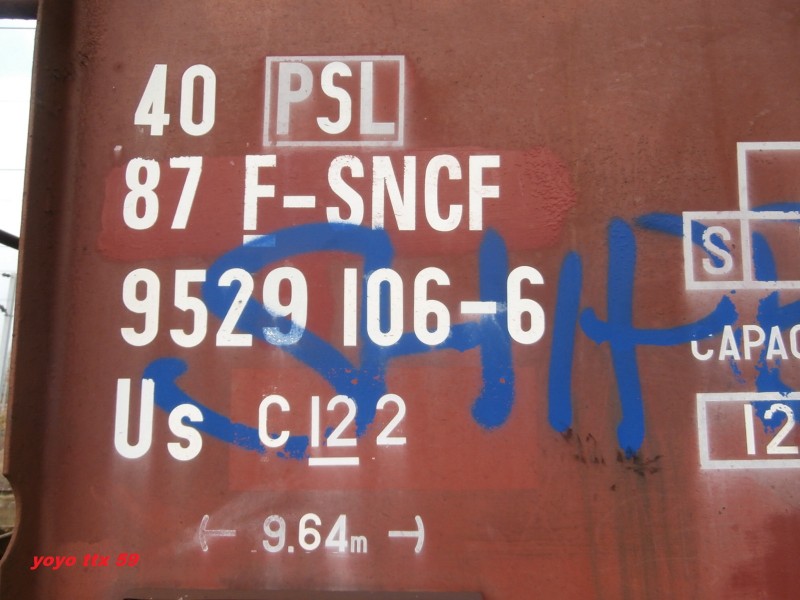 40 PSL
87 F-SNCF
9529 106-6
Us C 122
← 9.64m →
S
CAPAC
12
yoyo ttx 59